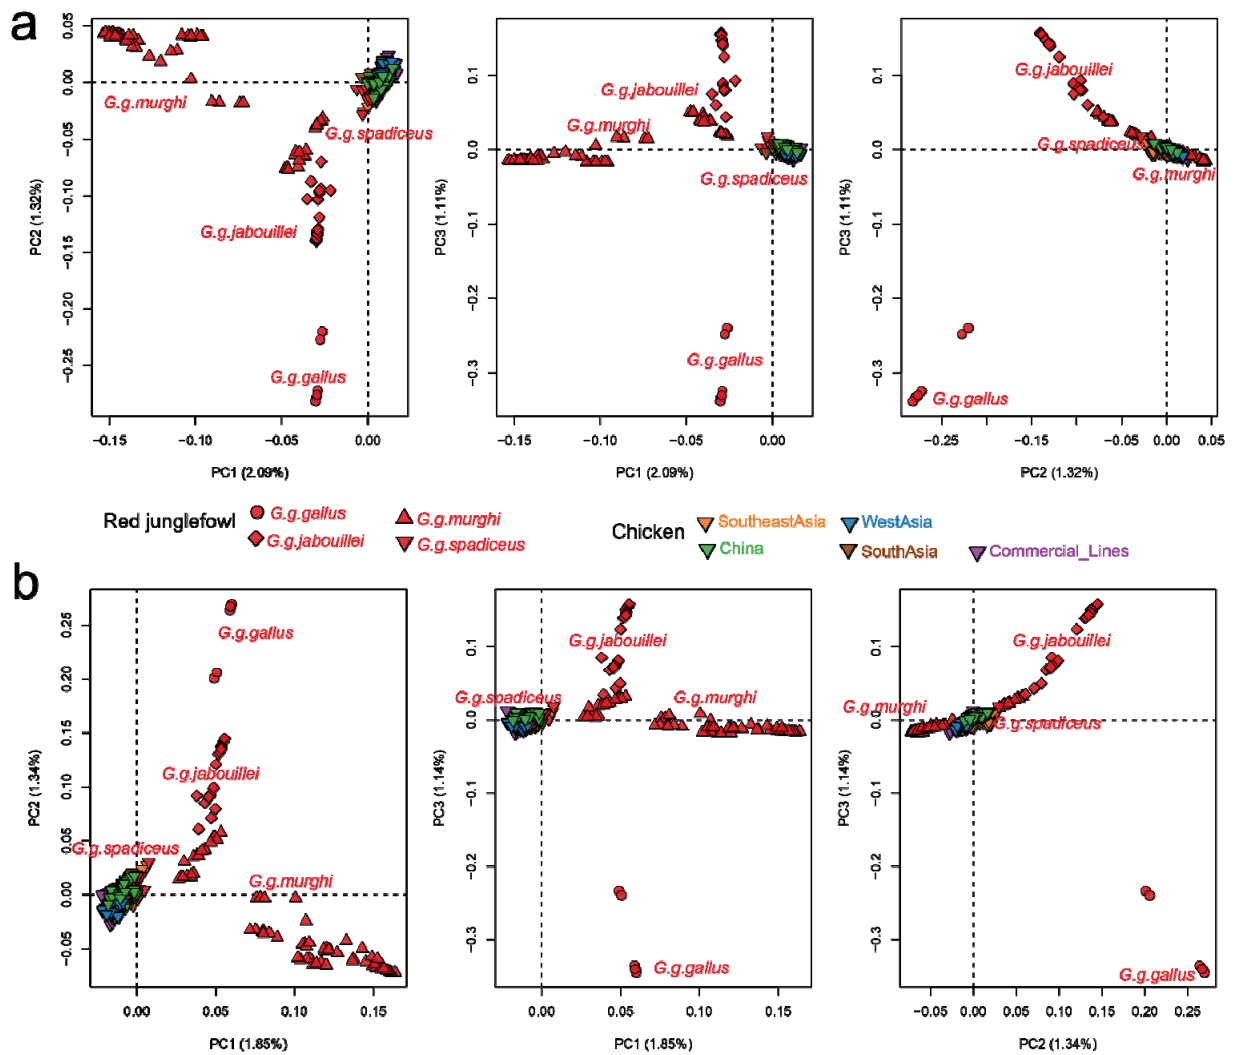 a
0.05
0.00
−0.05
−0.10
−0.15
−0.20
−0.25
PC2 (1.32%)
G.g.murghi
G.g.spadiceus
G.g.jabouillei
G.g.gallus
−0.15
−0.10
−0.05
0.00
PC1 (2.09%)
0.1
0.0
−0.1
−0.2
−0.3
PC3 (1.11%)
G.g.jabouillei
G.g.murghi
G.g.spadiceus
G.g.gallus
−0.15
−0.10
−0.05
0.00
PC1 (2.09%)
0.1
0.0
−0.1
−0.2
−0.3
PC3 (1.11%)
G.g.jabouillei
G.g.spadiceus
G.g.murghi
G.g.gallus
−0.25
−0.15
−0.05
0.00
0.05
PC2 (1.32%)
Red junglefowl
G.g.gallus
G.g.murghi
G.g.jabouillei
G.g.spadiceus
Chicken
SoutheastAsia
WestAsia
China
SouthAsia
Commercial_Lines
b
0.25
0.20
0.15
0.10
0.05
0.00
−0.05
PC2 (1.34%)
G.g.gallus
G.g.jabouillei
G.g.spadiceus
G.g.murghi
0.00
0.05
0.10
0.15
PC1 (1.85%)
0.1
0.0
−0.1
−0.2
−0.3
PC3 (1.14%)
G.g.jabouillei
G.g.spadiceus
G.g.murghi
G.g.gallus
0.00
0.05
0.10
0.15
PC1 (1.85%)
0.1
0.0
−0.1
−0.2
−0.3
PC3 (1.14%)
G.g.jabouillei
G.g.murghi
G.g.spadiceus
G.g.gallus
−0.05
0.00
0.05
0.10
0.15
0.20
0.25
PC2 (1.34%)